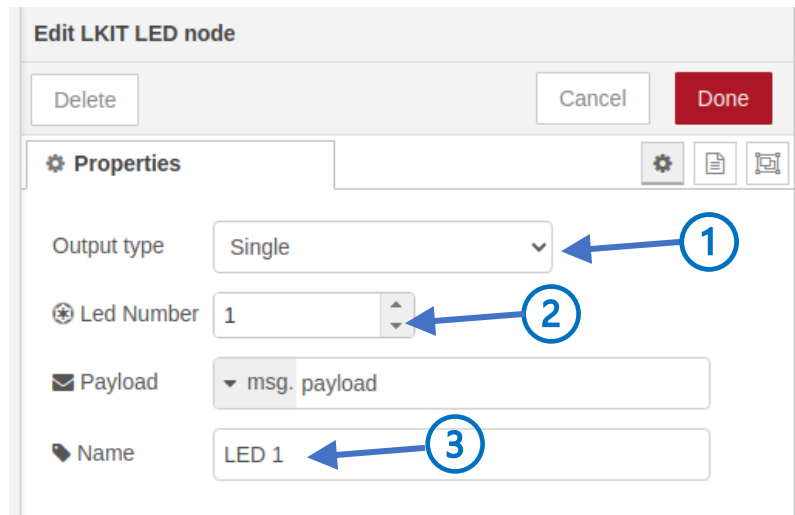 Edit LKIT LED node
Delete
Cancel
Done
Properties
Output type
Single
1
Led Number
1
2
Payload
msg. payload
Name
LED 1
3